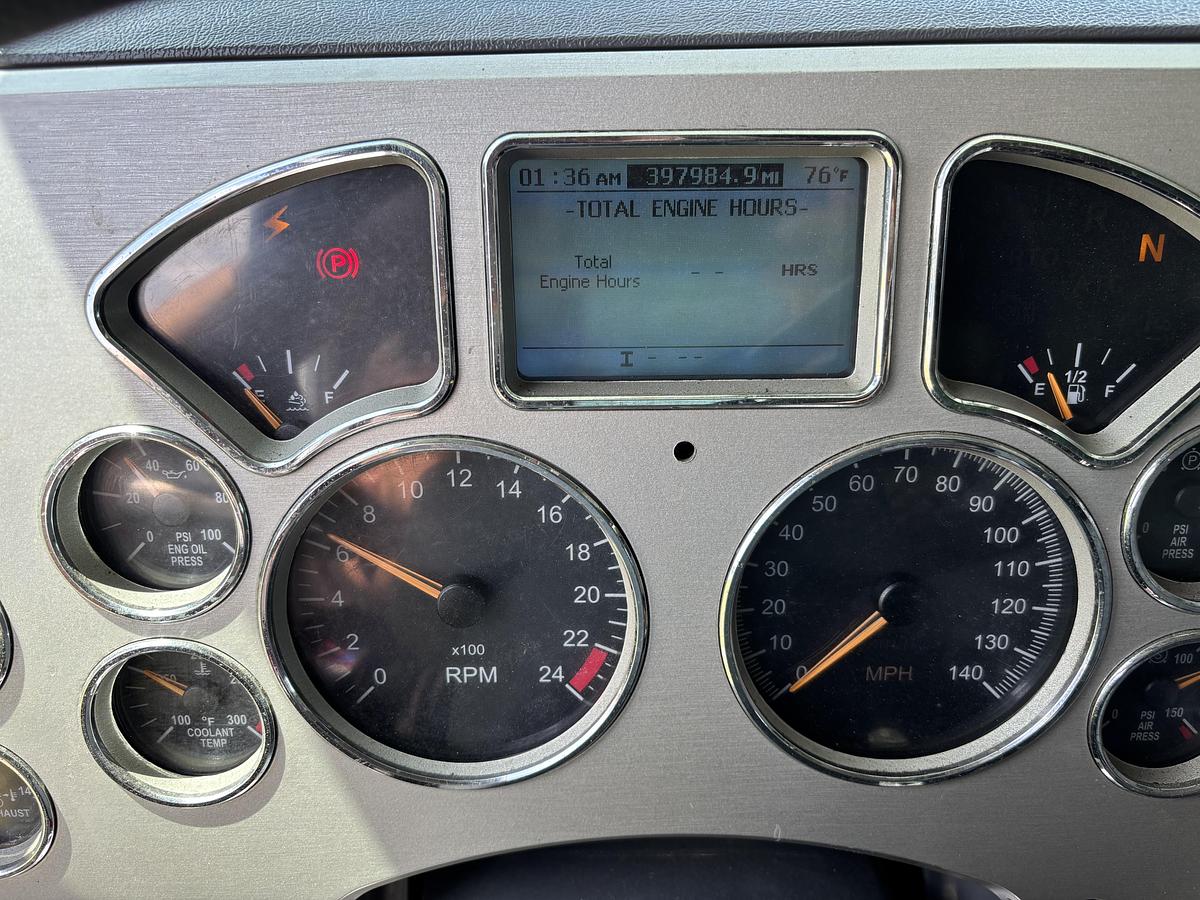 01:36 AM 397984.9 MI 76°F
-TOTAL ENGINE HOURS-
Total
Engine Hours -- HRS
I - --
P
N
E F
E 1/2 F
20 40 60 80
0 PSI 100
ENG OIL
PRESS
0 2 4 6 8 10 12 14 16 18 20 22 24
x100
RPM
0 10 20 30 40 50 60 70 80 90 100 110 120 130 140
MPH
P
0 PSI
AIR
PRESS
100 °F 300
COOLANT
TEMP
0 100 150
PSI
AIR
PRESS
14